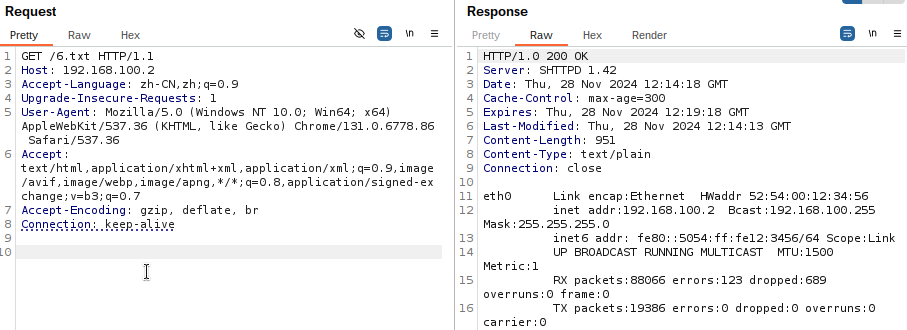 Request
Pretty Raw Hex \n
1 GET /6.txt HTTP/1.1
2 Host: 192.168.100.2
3 Accept-Language: zh-CN,zh;q=0.9
4 Upgrade-Insecure-Requests: 1
5 User-Agent: Mozilla/5.0 (Windows NT 10.0; Win64; x64)
AppleWebKit/537.36 (KHTML, like Gecko) Chrome/131.0.6778.86
Safari/537.36
6 Accept:
text/html,application/xhtml+xml,application/xml;q=0.9,image
/avif,image/webp,image/apng,*/*;q=0.8,application/signed-ex
change;v=b3;q=0.7
7 Accept-Encoding: gzip, deflate, br
8 Connection: keep-alive
9
10
Response
Pretty Raw Hex Render \n
1 HTTP/1.0 200 OK
2 Server: SHTTPD 1.42
3 Date: Thu, 28 Nov 2024 12:14:18 GMT
4 Cache-Control: max-age=300
5 Expires: Thu, 28 Nov 2024 12:19:18 GMT
6 Last-Modified: Thu, 28 Nov 2024 12:14:13 GMT
7 Content-Length: 951
8 Content-Type: text/plain
9 Connection: close
10
11 eth0 Link encap:Ethernet HWaddr 52:54:00:12:34:56
12 inet addr:192.168.100.2 Bcast:192.168.100.255
Mask:255.255.255.0
13 inet6 addr: fe80::5054:ff:fe12:3456/64 Scope:Link
14 UP BROADCAST RUNNING MULTICAST MTU:1500
Metric:1
15 RX packets:88066 errors:123 dropped:689
overruns:0 frame:0
16 TX packets:19386 errors:0 dropped:0 overruns:0
carrier:0